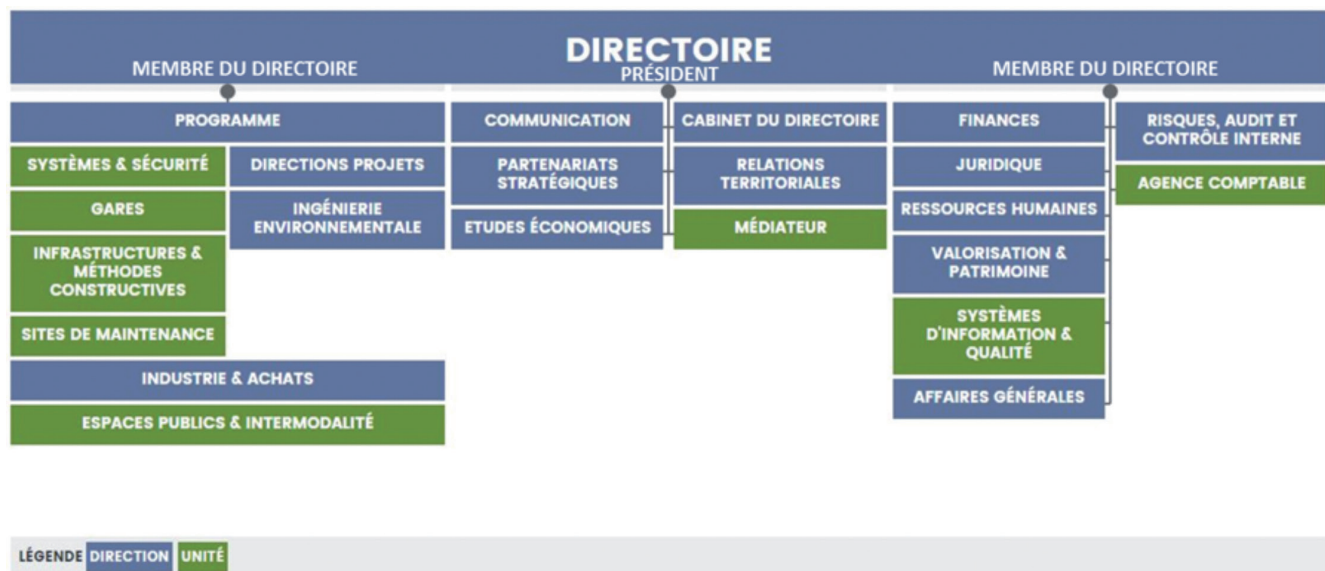 DIRECTOIRE
MEMBRE DU DIRECTOIRE
PRÉSIDENT
MEMBRE DU DIRECTOIRE
PROGRAMME
SYSTÈMES & SÉCURITÉ
GARES
INFRASTRUCTURES &
MÉTHODES
CONSTRUCTIVES
SITES DE MAINTENANCE
DIRECTIONS PROJETS
INGÉNIERIE
ENVIRONNEMENTALE
INDUSTRIE & ACHATS
ESPACES PUBLICS & INTERMODALITÉ
COMMUNICATION
PARTENARIATS
STRATÉGIQUES
ETUDES ÉCONOMIQUES
CABINET DU DIRECTOIRE
RELATIONS
TERRITORIALES
MÉDIATEUR
FINANCES
JURIDIQUE
RESSOURCES HUMAINES
VALORISATION &
PATRIMOINE
SYSTÈMES
D'INFORMATION &
QUALITÉ
AFFAIRES GÉNÉRALES
RISQUES, AUDIT ET
CONTRÔLE INTERNE
AGENCE COMPTABLE
LÉGENDE DIRECTION UNITÉ